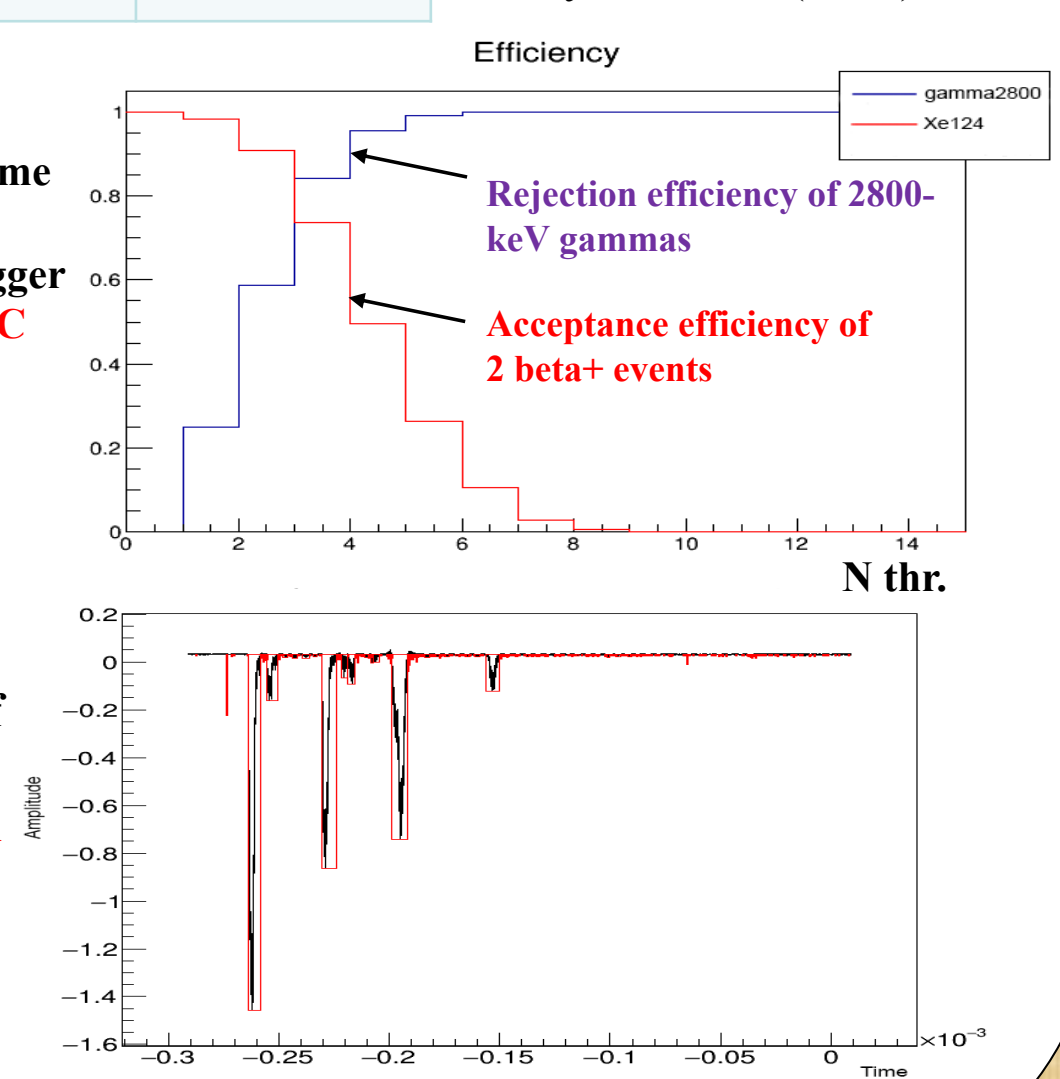 Efficiency
gamma2800
Xe124
me
gger
C
1
0.8
0.6
0.4
0.2
0
Rejection efficiency of 2800-
keV gammas
Acceptance efficiency of
2 beta+ events
0 2 4 6 8 10 12 14
N thr.
0.2
0
−0.2
−0.4
−0.6
−0.8
−1
−1.2
−1.4
−1.6
Amplitude
−0.3 −0.25 −0.2 −0.15 −0.1 −0.05 0
×10⁻³
Time